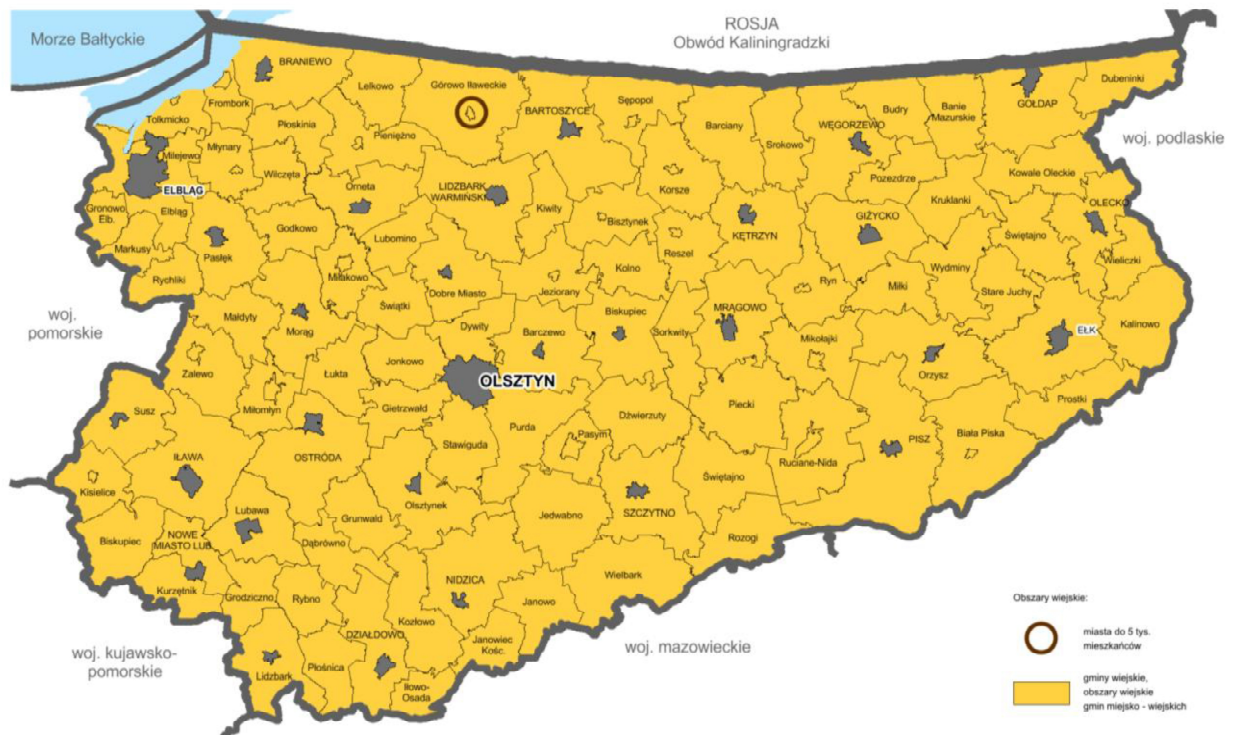 ROSJA
Obwód Kaliningradzki
Morze Bałtyckie
BRANIEWO
Lelkowo
Górowo Iławeckie
Sępopol
Dubeninki
GOŁDAP
Frombork
BARTOSZYCE
Budry
Banie
Mazurskie
Tolkmicko
Płoskinia
Pieniężno
Barciany
Srokowo
WĘGORZEWO
woj. podlaskie
Milejewo
Młynary
Wilczęta
Orneta
LIDZBARK
WARMIŃSKI
Korsze
Pozezdrze
Kowale Oleckie
ELBLĄG
Gronowo
Elb.
Elbląg
Kiwity
Bisztynek
KĘTRZYN
GIŻYCKO
Kruklanki
OLECKO
Markusy
Pasłęk
Godkowo
Lubomino
Reszel
Świętajno
Wieliczki
Rychliki
Miłakowo
Świątki
Dobre Miasto
Jeziorany
Kolno
Ryn
Miłki
Wydminy
Stare Juchy
woj.
pomorskie
Małdyty
Morąg
Dywity
Barczewo
Biskupiec
Sorkwity
MRĄGOWO
Mikołajki
EŁK
Kalinowo
Zalewo
Łukta
Jonkowo
OLSZTYN
Orzysz
Miłomłyn
Gietrzwałd
Dźwierzuty
Piecki
Prostki
Susz
Stawiguda
Purda
Pasym
PISZ
Biała Piska
IŁAWA
OSTRÓDA
Ruciane-Nida
Kisielice
Olsztynek
SZCZYTNO
Świętajno
Lubawa
Grunwald
Jedwabno
Biskupiec
NOWE
MIASTO LUB.
Dąbrówno
Rozogi
Kurzętnik
Grodziczno
Rybno
NIDZICA
Wielbark
Janowo
Kozłowo
DZIAŁDOWO
Janowiec
Kośc.
woj. kujawsko-
pomorskie
Lidzbark
Płośnica
Iłowo-
Osada
woj. mazowieckie
Obszary wiejskie:
miasta do 5 tys.
mieszkańców
gminy wiejskie,
obszary wiejskie
gmin miejsko - wiejskich